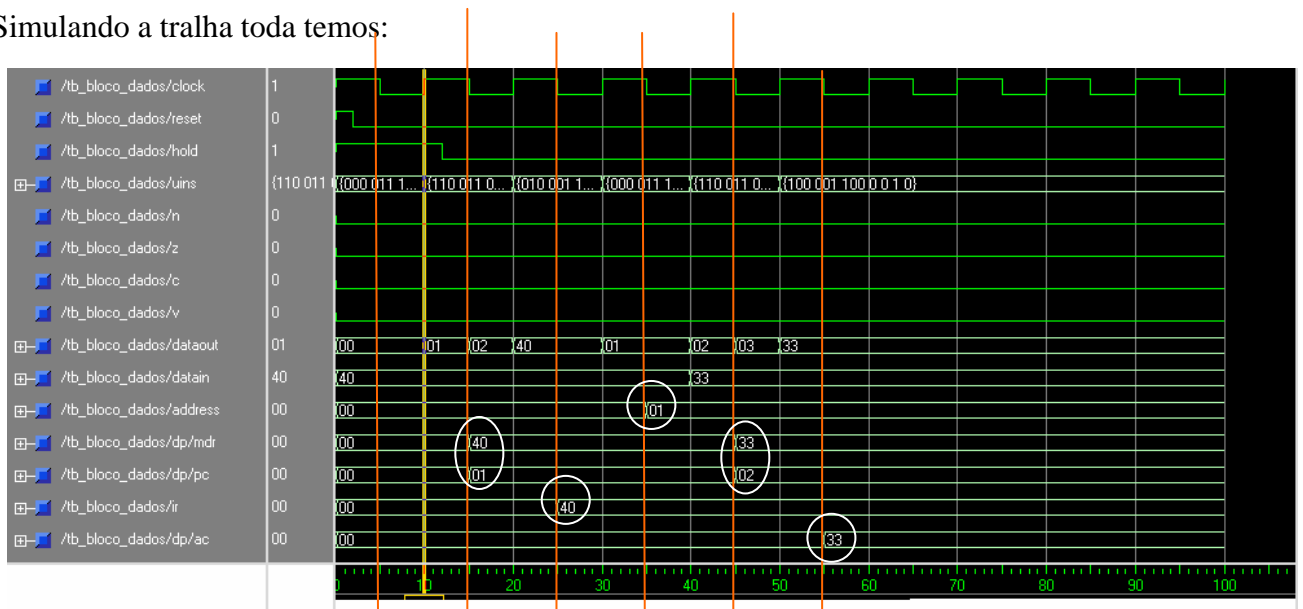 Simulando a tralha toda temos:
/tb_bloco_dados/clock 1
/tb_bloco_dados/reset 0
/tb_bloco_dados/hold 1
/tb_bloco_dados/uins {110 011 {000 011 1... {110 011 0... {010 001 1... {000 011 1... {110 011 0... {100 001 100 0 0 1 0}
/tb_bloco_dados/n 0
/tb_bloco_dados/z 0
/tb_bloco_dados/c 0
/tb_bloco_dados/v 0
/tb_bloco_dados/dataout 01 00 01 02 40 01 02 03 33
/tb_bloco_dados/datain 40 40 33
/tb_bloco_dados/address 00 00 01
/tb_bloco_dados/dp/mdr 00 00 40 33
/tb_bloco_dados/dp/pc 00 00 01 02
/tb_bloco_dados/ir 00 00 40
/tb_bloco_dados/dp/ac 00 00 33
0 10 20 30 40 50 60 70 80 90 100